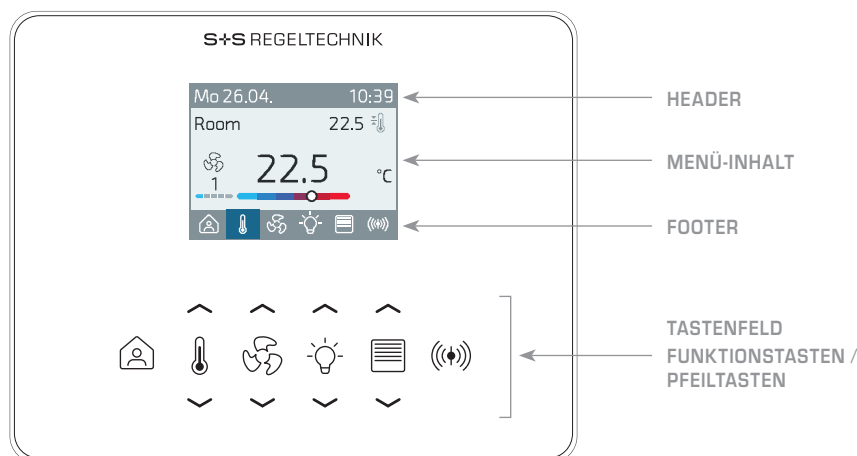 S+S REGELTECHNIK
Mo 26.04. 10:39
Room 22.5
22.5 °C
1
HEADER
MENÜ-INHALT
FOOTER
TASTENFELD
FUNKTIONSTASTEN /
PFEILTASTEN